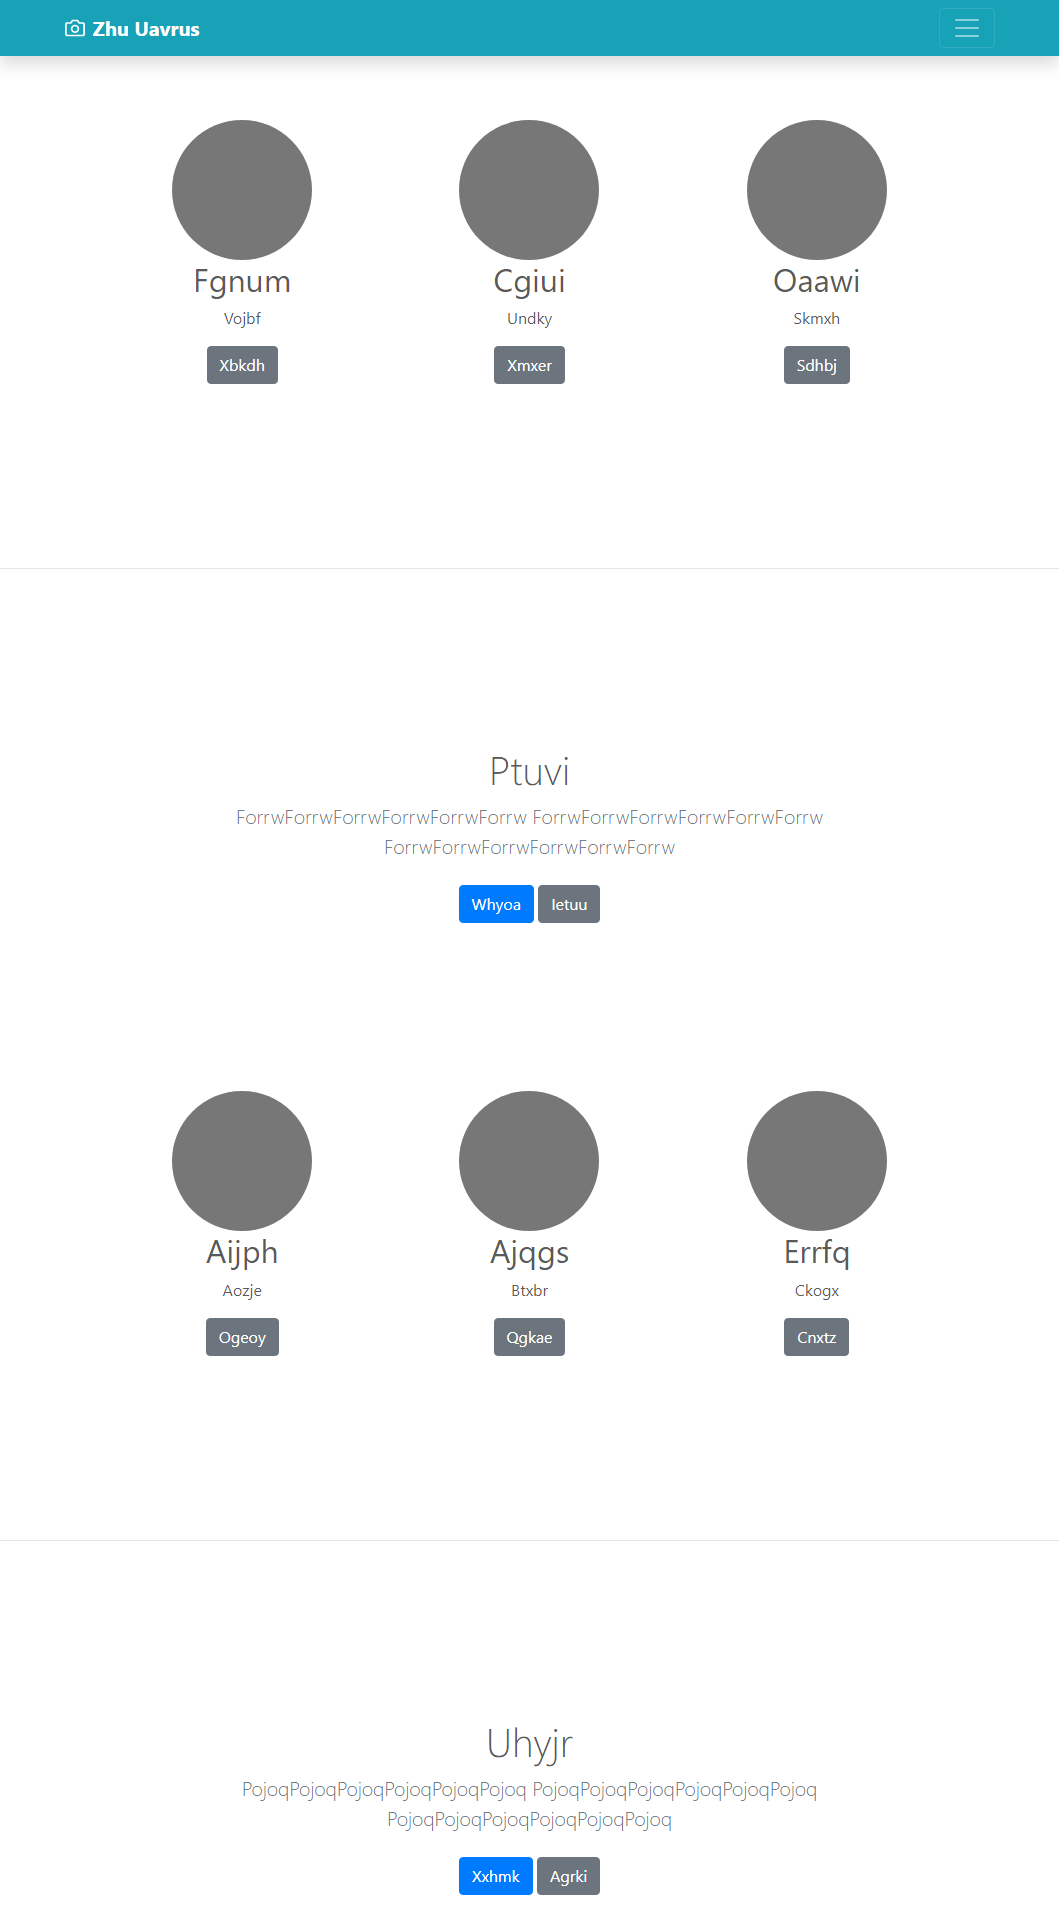 Zhu Uavrus
Fgnum
Cgiui
Oaawi
Vojbf
Undky
Skmxh
Xbkdh
Xmxer
Sdhbj
Ptuvi
ForrwForrwForrwForrwForrwForrw ForrwForrwForrwForrwForrwForrw
ForrwForrwForrwForrwForrwForrw
Whyoa
Ietuu
Aijph
Ajqgs
Errfq
Aozje
Btxbr
Ckogx
Ogeoy
Qgkae
Cnxtz
Uhyjr
PojoqPojoqPojoqPojoqPojoqPojoq PojoqPojoqPojoqPojoqPojoqPojoq
PojoqPojoqPojoqPojoqPojoqPojoq
Xxhmk
Agrki